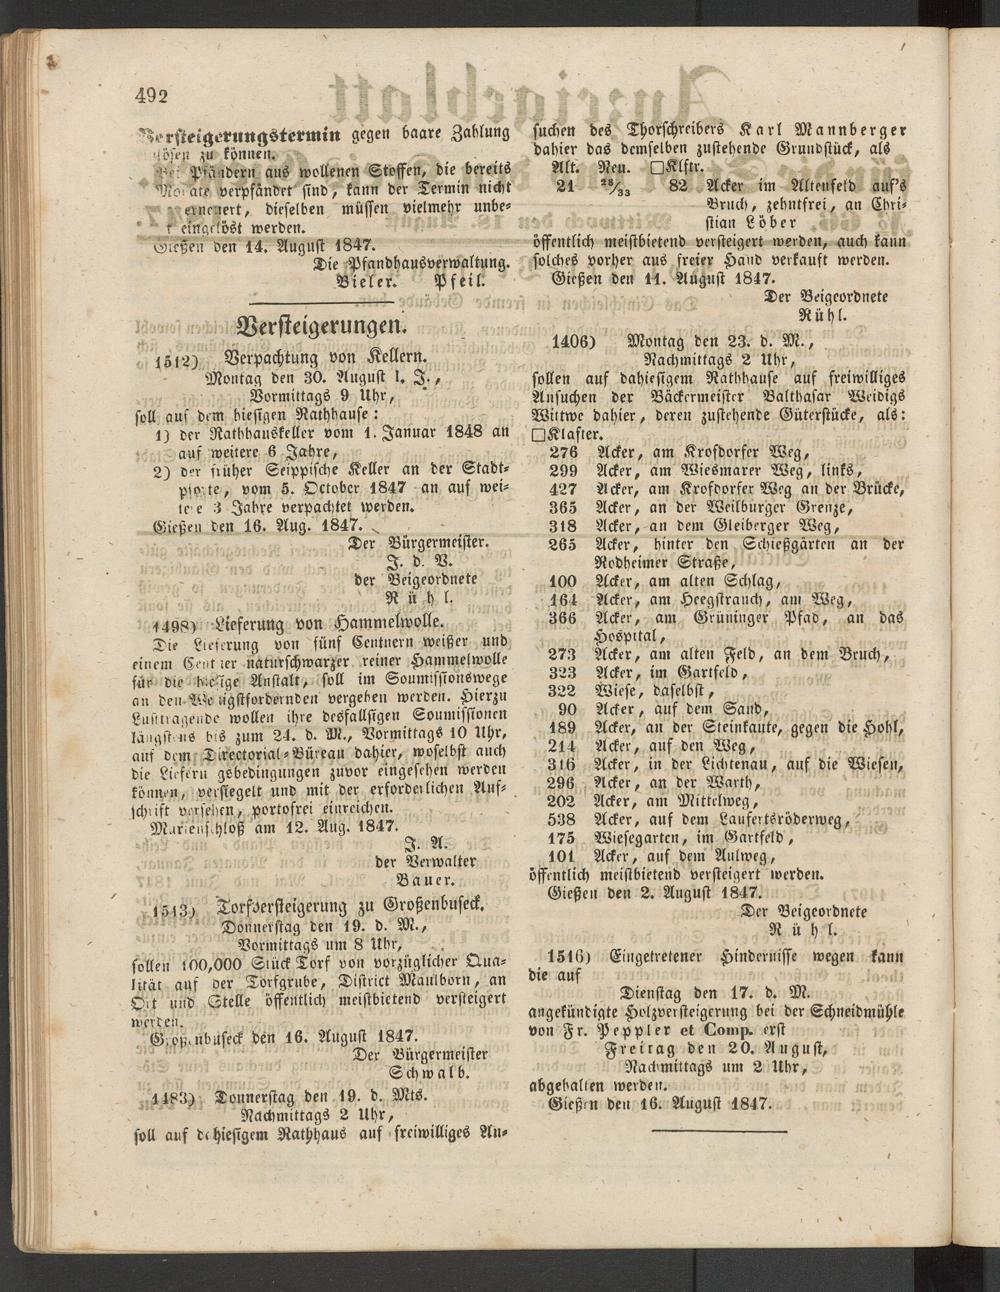 492
Versteigerungstermin gegen baare Zahlung
lösen zu können.
Bei Pfändern aus wollenen Stoffen, die bereits
Monate verpfändet sind, kann der Termin nicht
erneuert, dieselben müssen vielmehr unbe-
eingelöst werden.
Gießen den 14. August 1847.
Die Pfandhausverwaltung.
Bieler. Pfeil.
Versteigerungen.
1512) Verpachtung von Kellern.
Montag den 30. August l. J.,
Vormittags 9 Uhr,
soll auf dem hiesigen Rathhause:
1) der Rathhauskeller vom 1. Januar 1848 an
auf weitere 6 Jahre,
2) der früher Seippische Keller an der Stadt-
pforte, vom 5. October 1847 an auf wei-
tere 3 Jahre verpachtet werden.
Gießen den 16. Aug. 1847.
Der Bürgermeister.
J. d. V.
der Beigeordnete
Rühl.
1498) Lieferung von Hammelwolle.
Die Lieferung von fünf Centnern weißer und
einem Centner naturschwarzer reiner Hammelwolle
für die hiesige Anstalt, soll im Soumissionswege
an den Wenigstfordernden vergeben werden. Hierzu
Lusttragende wollen ihre desfallsigen Soumissionen
längstens bis zum 24. d. M., Vormittags 10 Uhr,
auf dem Directorial-Büreau dahier, woselbst auch
die Lieferungsbedingungen zuvor eingesehen werden
können, versiegelt und mit der erforderlichen Auf-
schrift versehen, portofrei einreichen.
Marienschloß am 12. Aug. 1847.
J. A.
der Verwalter
Bauer.
1513) Torfversteigerung zu Großenbuseck.
Donnerstag den 19. d. M.,
Vormittags um 8 Uhr,
sollen 100,000 Stück Torf von vorzüglicher Qua-
lität auf der Torfgrube, District Maulborn, an
Ort und Stelle öffentlich meistbietend versteigert
werden.
Großenbuseck den 16. August 1847.
Der Bürgermeister
Schwalb.
1483) Donnerstag den 19. d. Mts.
Nachmittags 2 Uhr,
soll auf dahiesigem Rathhaus auf freiwilliges An-
suchen des Thorschreibers Karl Mannberger
dahier das demselben zustehende Grundstück, als
Alt. Neu. □Klftr.
21 28/33 82 Acker im Altenfeld auf's
Bruch, zehntfrei, an Chri-
stian Löber
öffentlich meistbietend versteigert werden, auch kann
solches vorher aus freier Hand verkauft werden.
Gießen den 11. August 1847.
Der Beigeordnete
Rühl.
1406) Montag den 23. d. M.,
Nachmittags 2 Uhr,
sollen auf dahiesigem Rathhause auf freiwilliges
Ansuchen der Bäckermeister Balthasar Weidigs
Wittwe dahier, deren zustehende Güterstücke, als:
□Klafter.
276 Acker, am Krofdorfer Weg,
299 Acker, am Wiesmarer Weg, links,
427 Acker, am Krofdorfer Weg an der Brücke,
365 Acker, an der Weilburger Grenze,
318 Acker, an dem Gleiberger Weg,
265 Acker, hinter den Schießgärten an der
Rodheimer Straße,
100 Acker, am alten Schlag,
164 Acker, am Heegstrauch, am Weg,
366 Acker, am Grüninger Pfad, an das
Hospital,
273 Acker, am alten Feld, an dem Bruch,
323 Acker, im Gartfeld,
322 Wiese, daselbst,
90 Acker, auf dem Sand,
189 Acker, an der Steinkaute, gegen die Hohl,
214 Acker, auf den Weg,
316 Acker, in der Lichtenau, auf die Wiesen,
296 Acker, an der Warth,
202 Acker, am Mittelweg,
538 Acker, auf dem Laufertsröderweg,
175 Wiesegarten, im Gartfeld,
101 Acker, auf dem Aulweg,
öffentlich meistbietend versteigert werden.
Gießen den 2. August 1847.
Der Beigeordnete
Rühl.
1516) Eingetretener Hindernisse wegen kann
die auf
Dienstag den 17. d. M.
angekündigte Holzversteigerung bei der Schneidmühle
von Fr. Peppler et Comp. erst
Freitag den 20. August,
Nachmittags um 2 Uhr,
abgehalten werden.
Gießen den 16. August 1847.